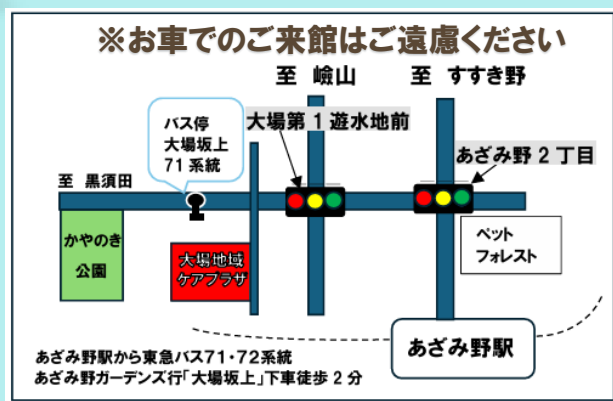 ※お車でのご来館はご遠慮ください
至 嶮山
至 すすき野
バス停
大場坂上
71系統
大場第1遊水地前
あざみ野2丁目
至 黒須田
かやのき
公園
大場地域
ケアプラザ
ペット
フォレスト
あざみ野駅
あざみ野駅から東急バス71・72系統
あざみ野ガーデンズ行「大場坂上」下車徒歩2分